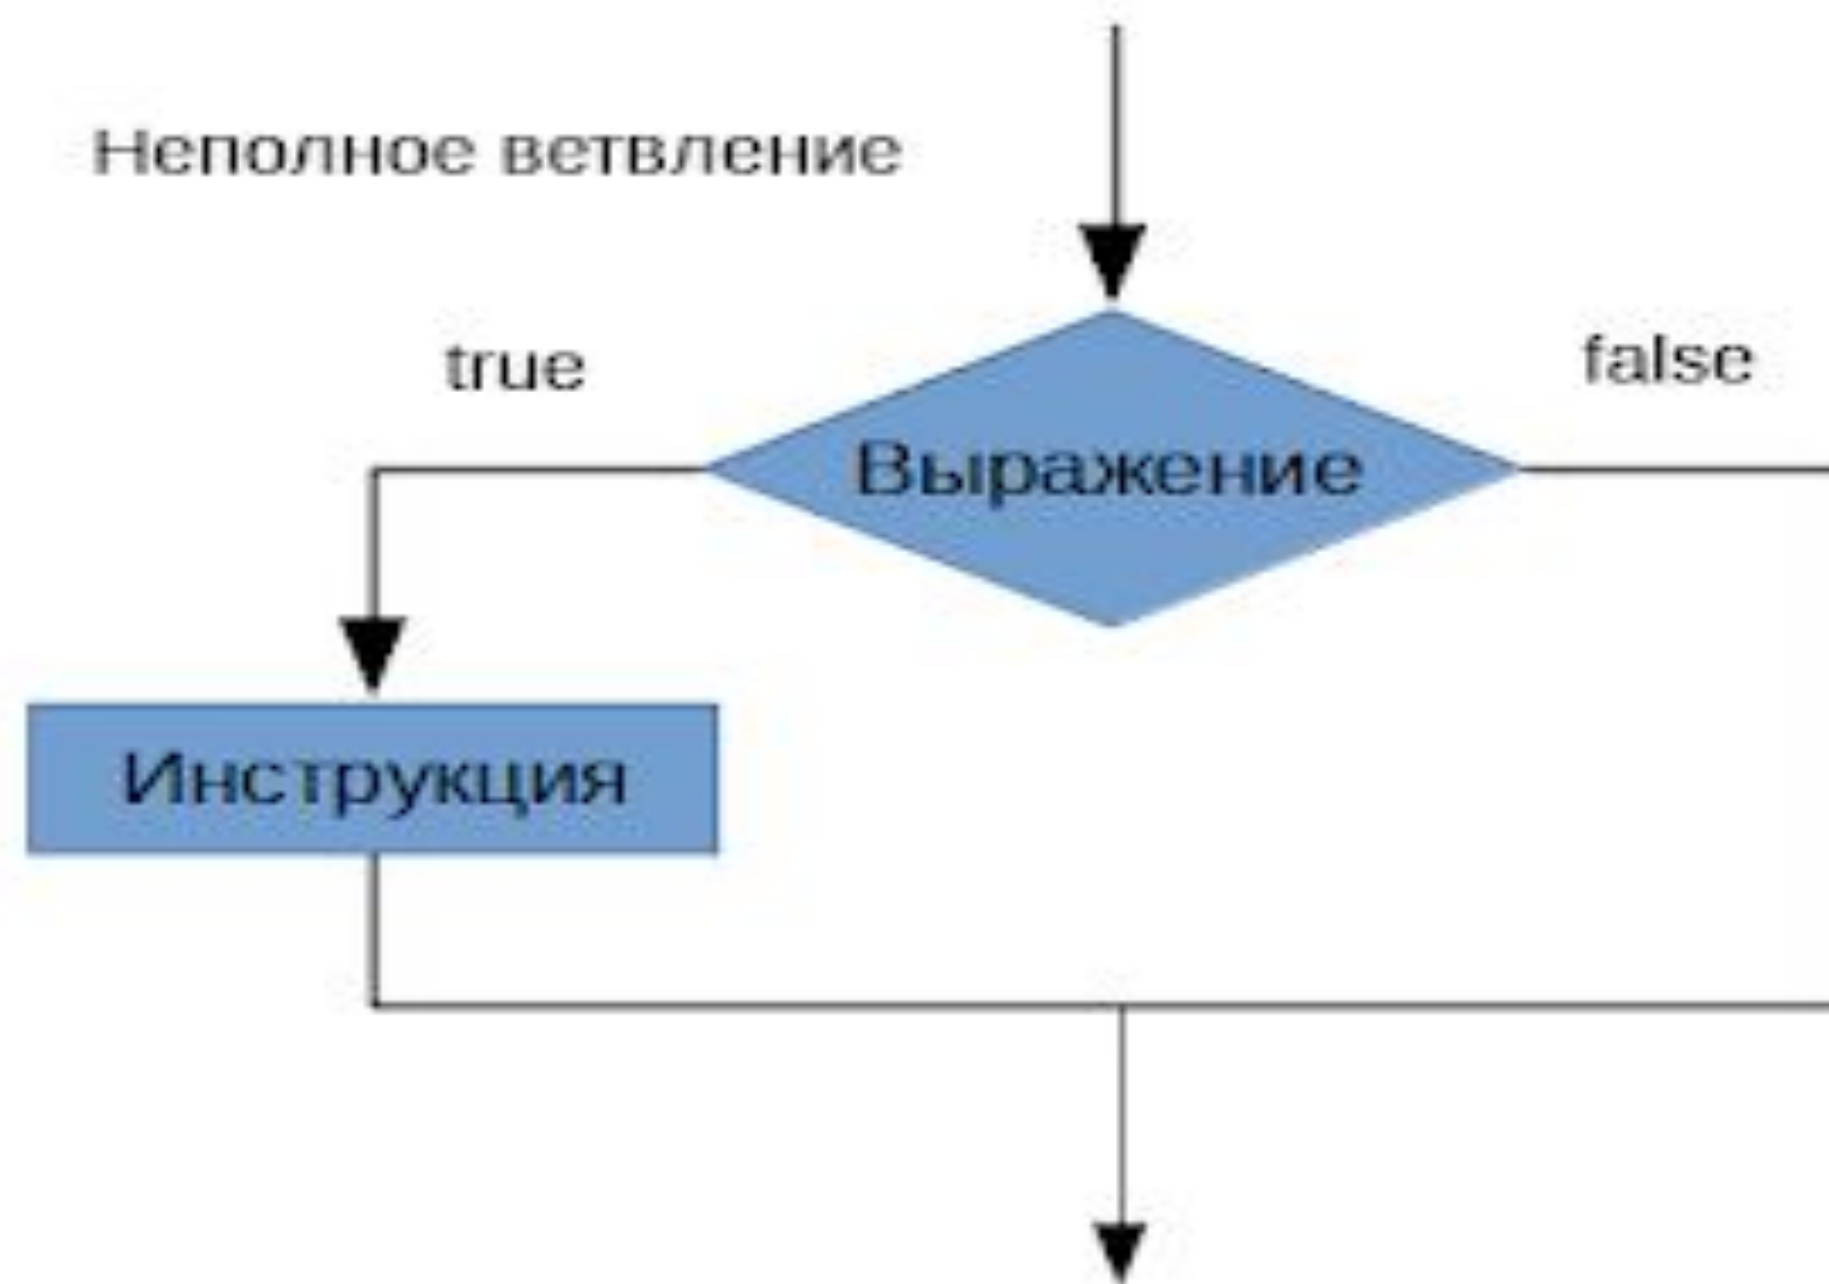 Неполное ветвление
true
false
Выражение
Инструкция